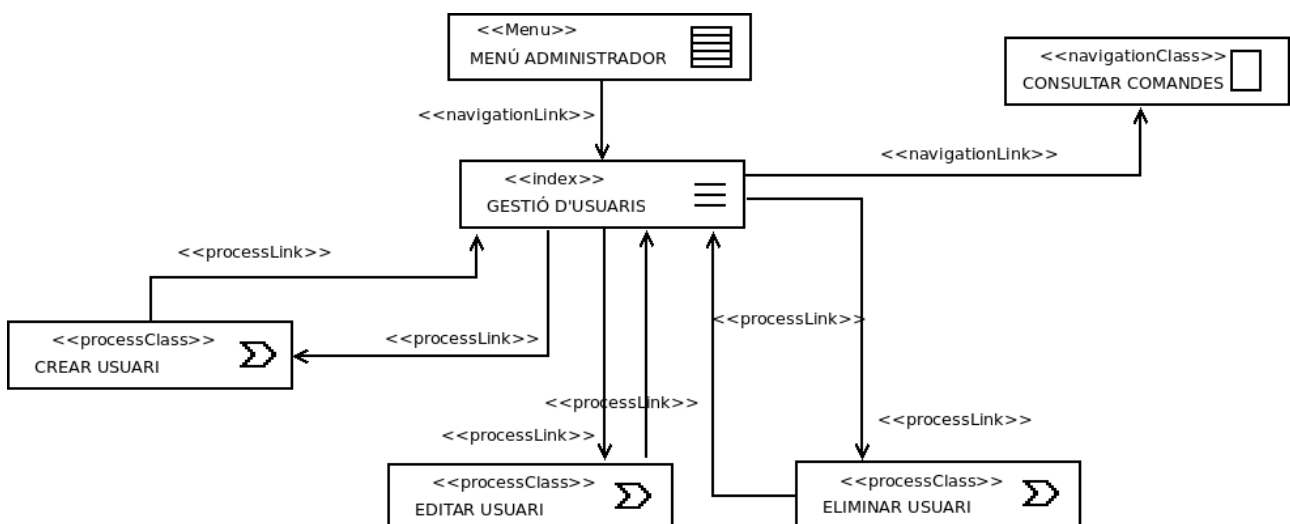 <<Menu>>
MENÚ ADMINISTRADOR
<<navigationClass>>
CONSULTAR COMANDES
<<navigationLink>>
<<navigationLink>>
<<index>>
GESTIÓ D'USUARIS
<<processLink>>
<<processLink>>
<<processClass>>
CREAR USUARI
<<processLink>>
<<processLink>>
<<processLink>>
<<processLink>>
<<processClass>>
EDITAR USUARI
<<processClass>>
ELIMINAR USUARI